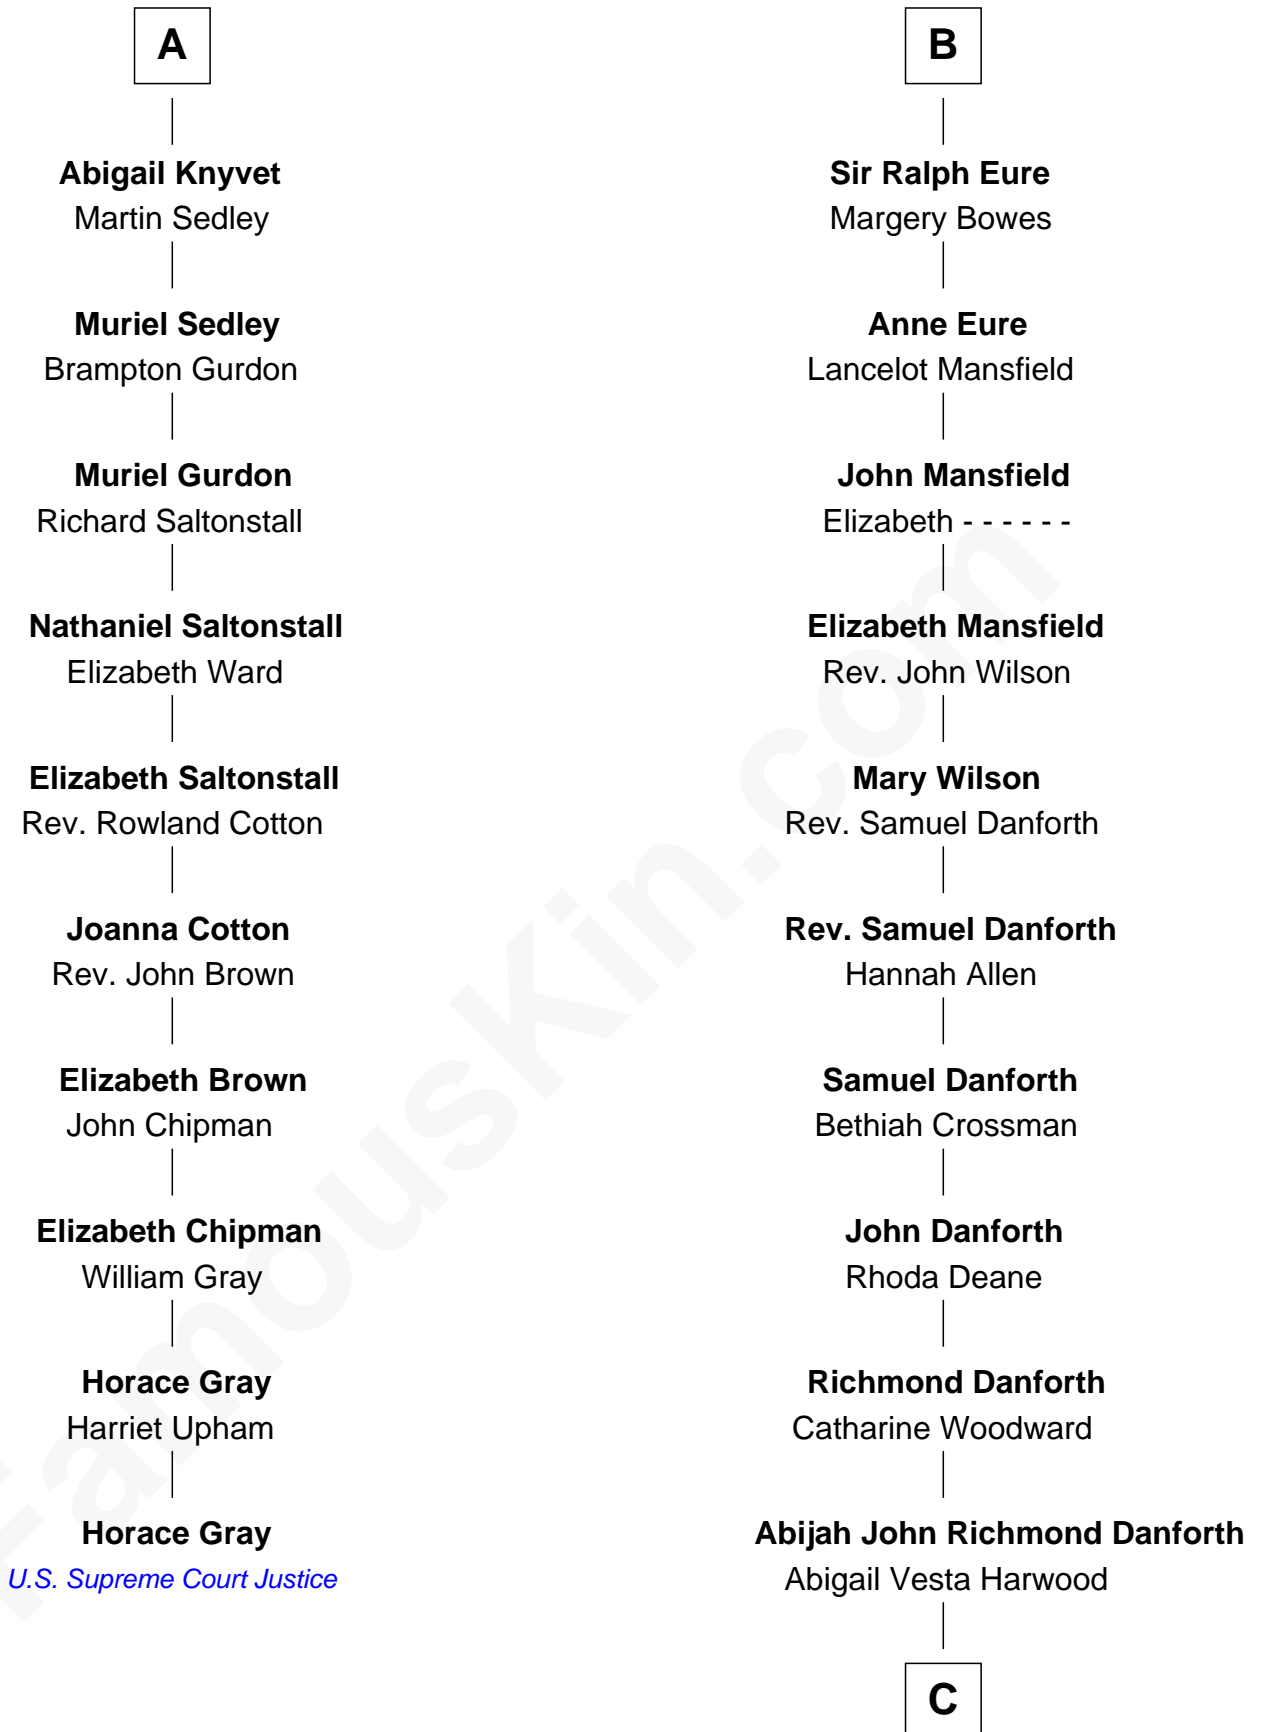 A
Abigail Knyvet
Martin Sedley
Muriel Sedley
Brampton Gurdon
Muriel Gurdon
Richard Saltonstall
Nathaniel Saltonstall
Elizabeth Ward
Elizabeth Saltonstall
Rev. Rowland Cotton
Joanna Cotton
Rev. John Brown
Elizabeth Brown
John Chipman
Elizabeth Chipman
William Gray
Horace Gray
Harriet Upham
Horace Gray
U.S. Supreme Court Justice
B
Sir Ralph Eure
Margery Bowes
Anne Eure
Lancelot Mansfield
John Mansfield
Elizabeth - - - - - -
Elizabeth Mansfield
Rev. John Wilson
Mary Wilson
Rev. Samuel Danforth
Rev. Samuel Danforth
Hannah Allen
Samuel Danforth
Bethiah Crossman
John Danforth
Rhoda Deane
Richmond Danforth
Catharine Woodward
Abijah John Richmond Danforth
Abigail Vesta Harwood
C
FamousKin.com